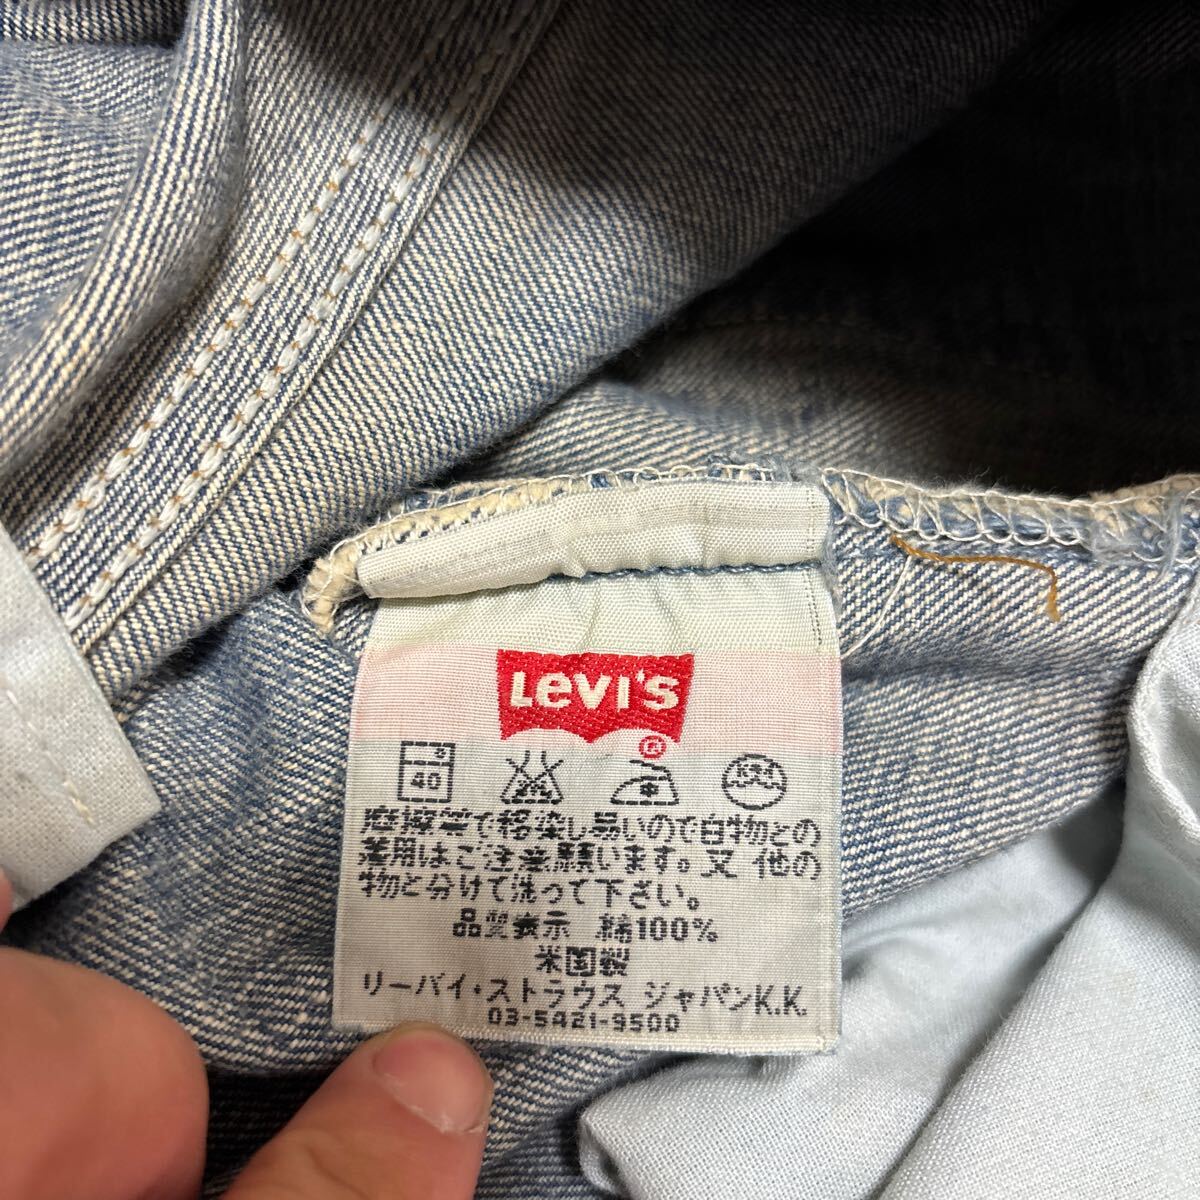 LEVI'S
®
40
摩擦等で移染し易いので白物との
着用はご注意願います。又 他の
物と分けて洗って下さい。
品質表示 綿100%
米国製
リーバイ・ストラウス ジャパンK.K.
03-5421-9500